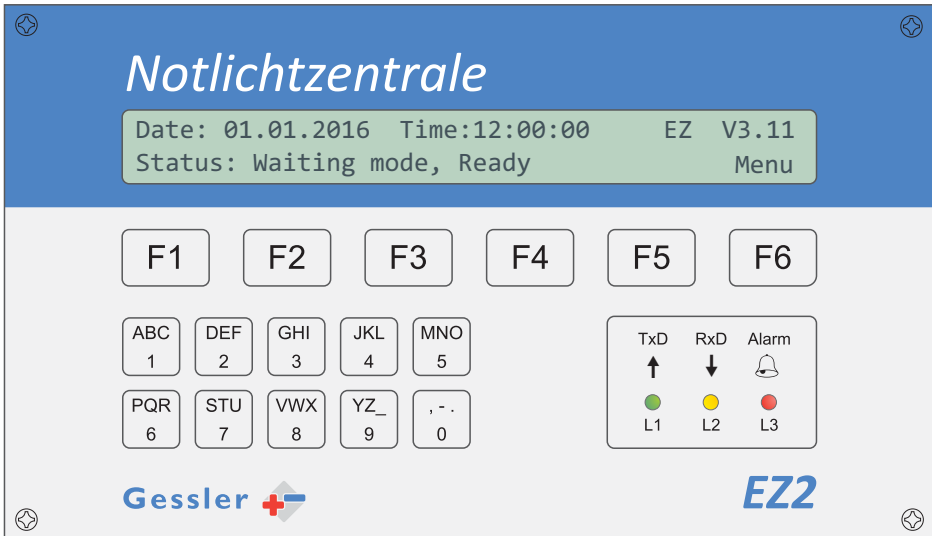 Notlichtzentrale
Date: 01.01.2016 Time:12:00:00 EZ V3.11
Status: Waiting mode, Ready Menu
F1 F2 F3 F4 F5 F6
ABC DEF GHI JKL MNO
1 2 3 4 5
PQR STU VWX YZ_ , - .
6 7 8 9 0
TxD RxD Alarm
L1 L2 L3
Gessler
EZ2